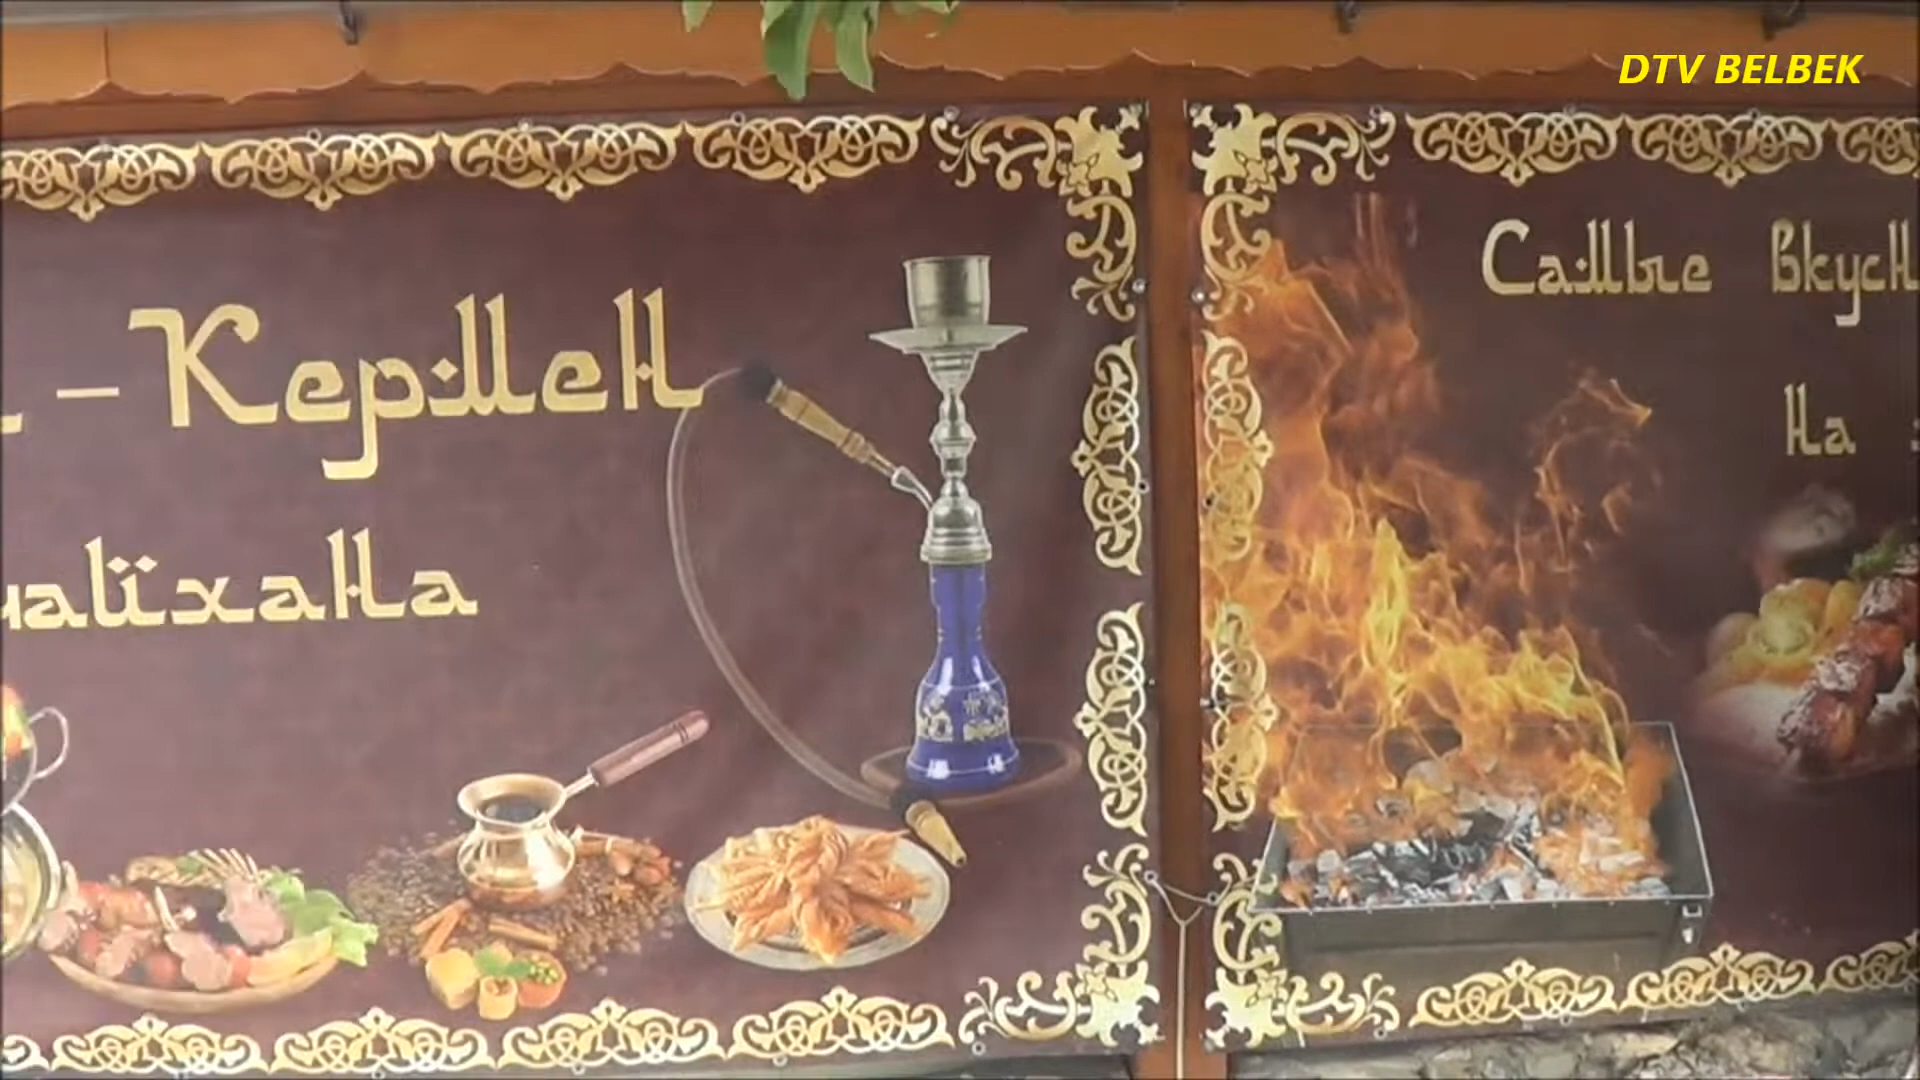 DTV BELBEK
-Кермен
чайхана
Самые вкусн
на